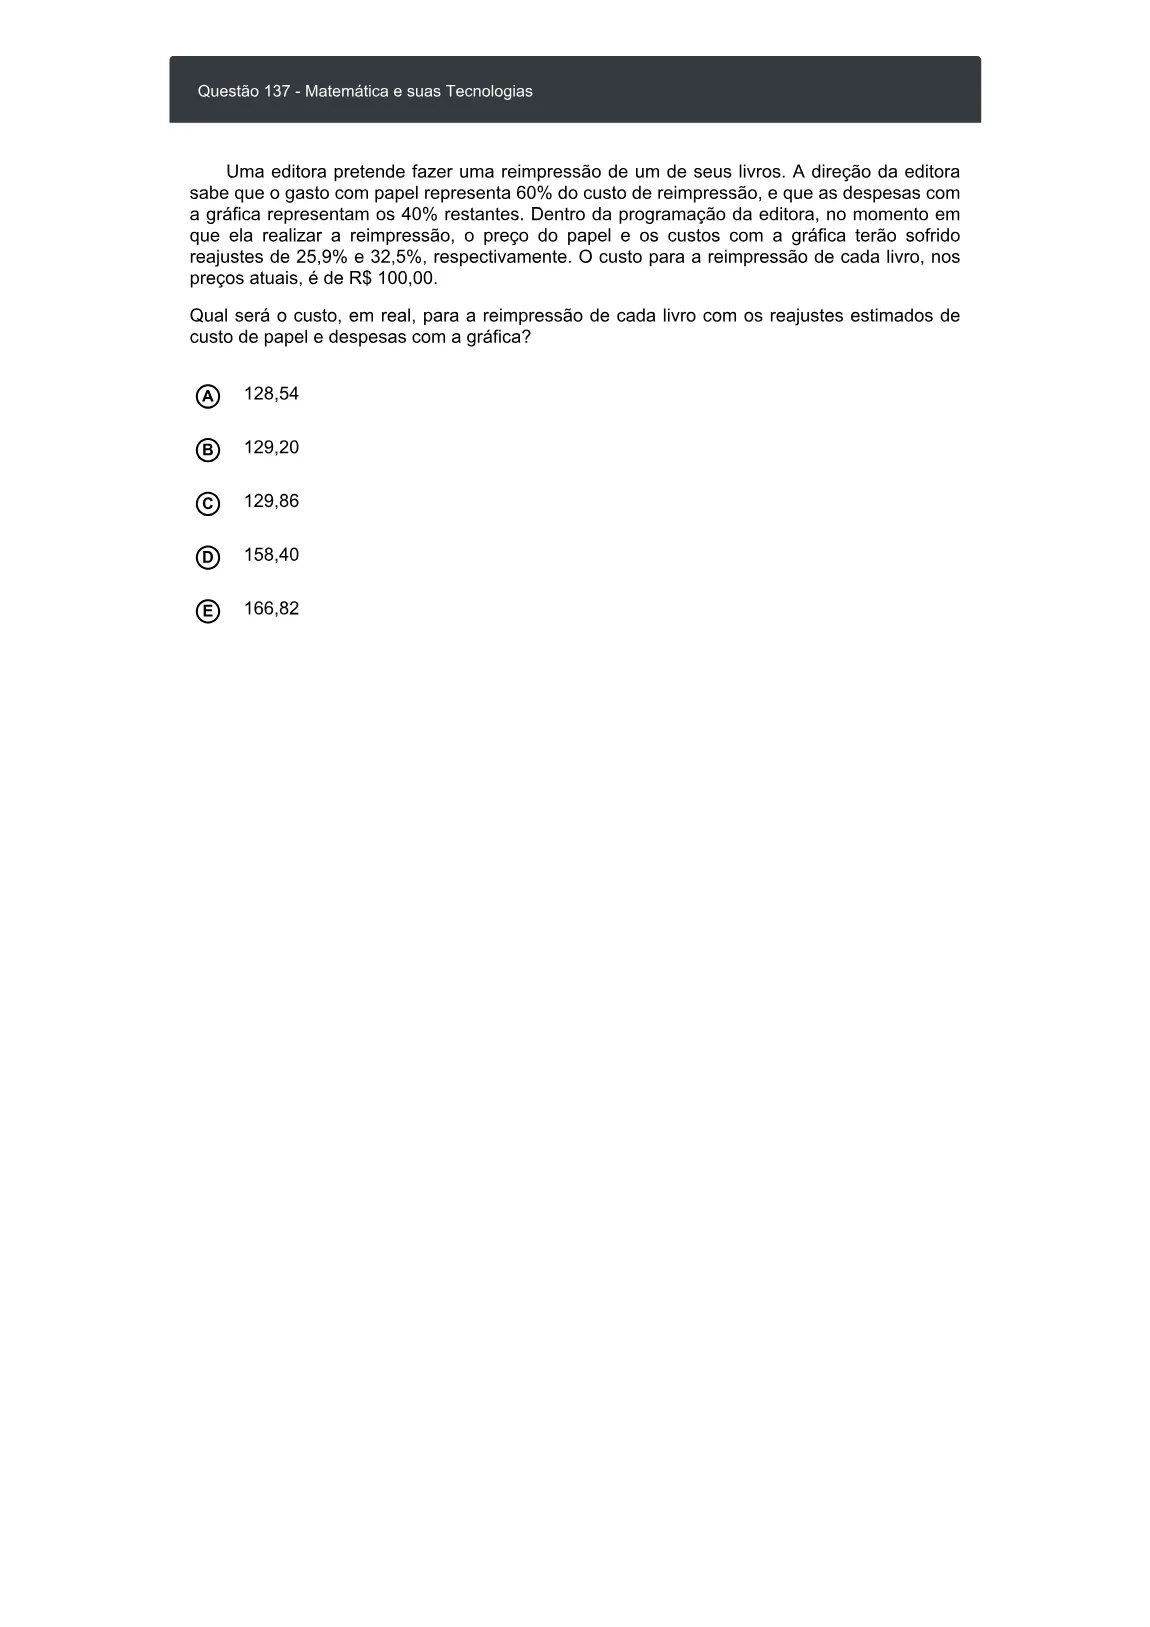 Questão 137 - Matemática e suas Tecnologias
Uma editora pretende fazer uma reimpressão de um de seus livros. A direção da editora
sabe que o gasto com papel representa 60% do custo de reimpressão, e que as despesas com
a gráfica representam os 40% restantes. Dentro da programação da editora, no momento em
que ela realizar a reimpressão, o preço do papel e os custos com a gráfica terão sofrido
reajustes de 25,9% e 32,5%, respectivamente. O custo para a reimpressão de cada livro, nos
preços atuais, é de R$ 100,00.
Qual será o custo, em real, para a reimpressão de cada livro com os reajustes estimados de
custo de papel e despesas com a gráfica?
A 128,54
B 129,20
C 129,86
D 158,40
E 166,82